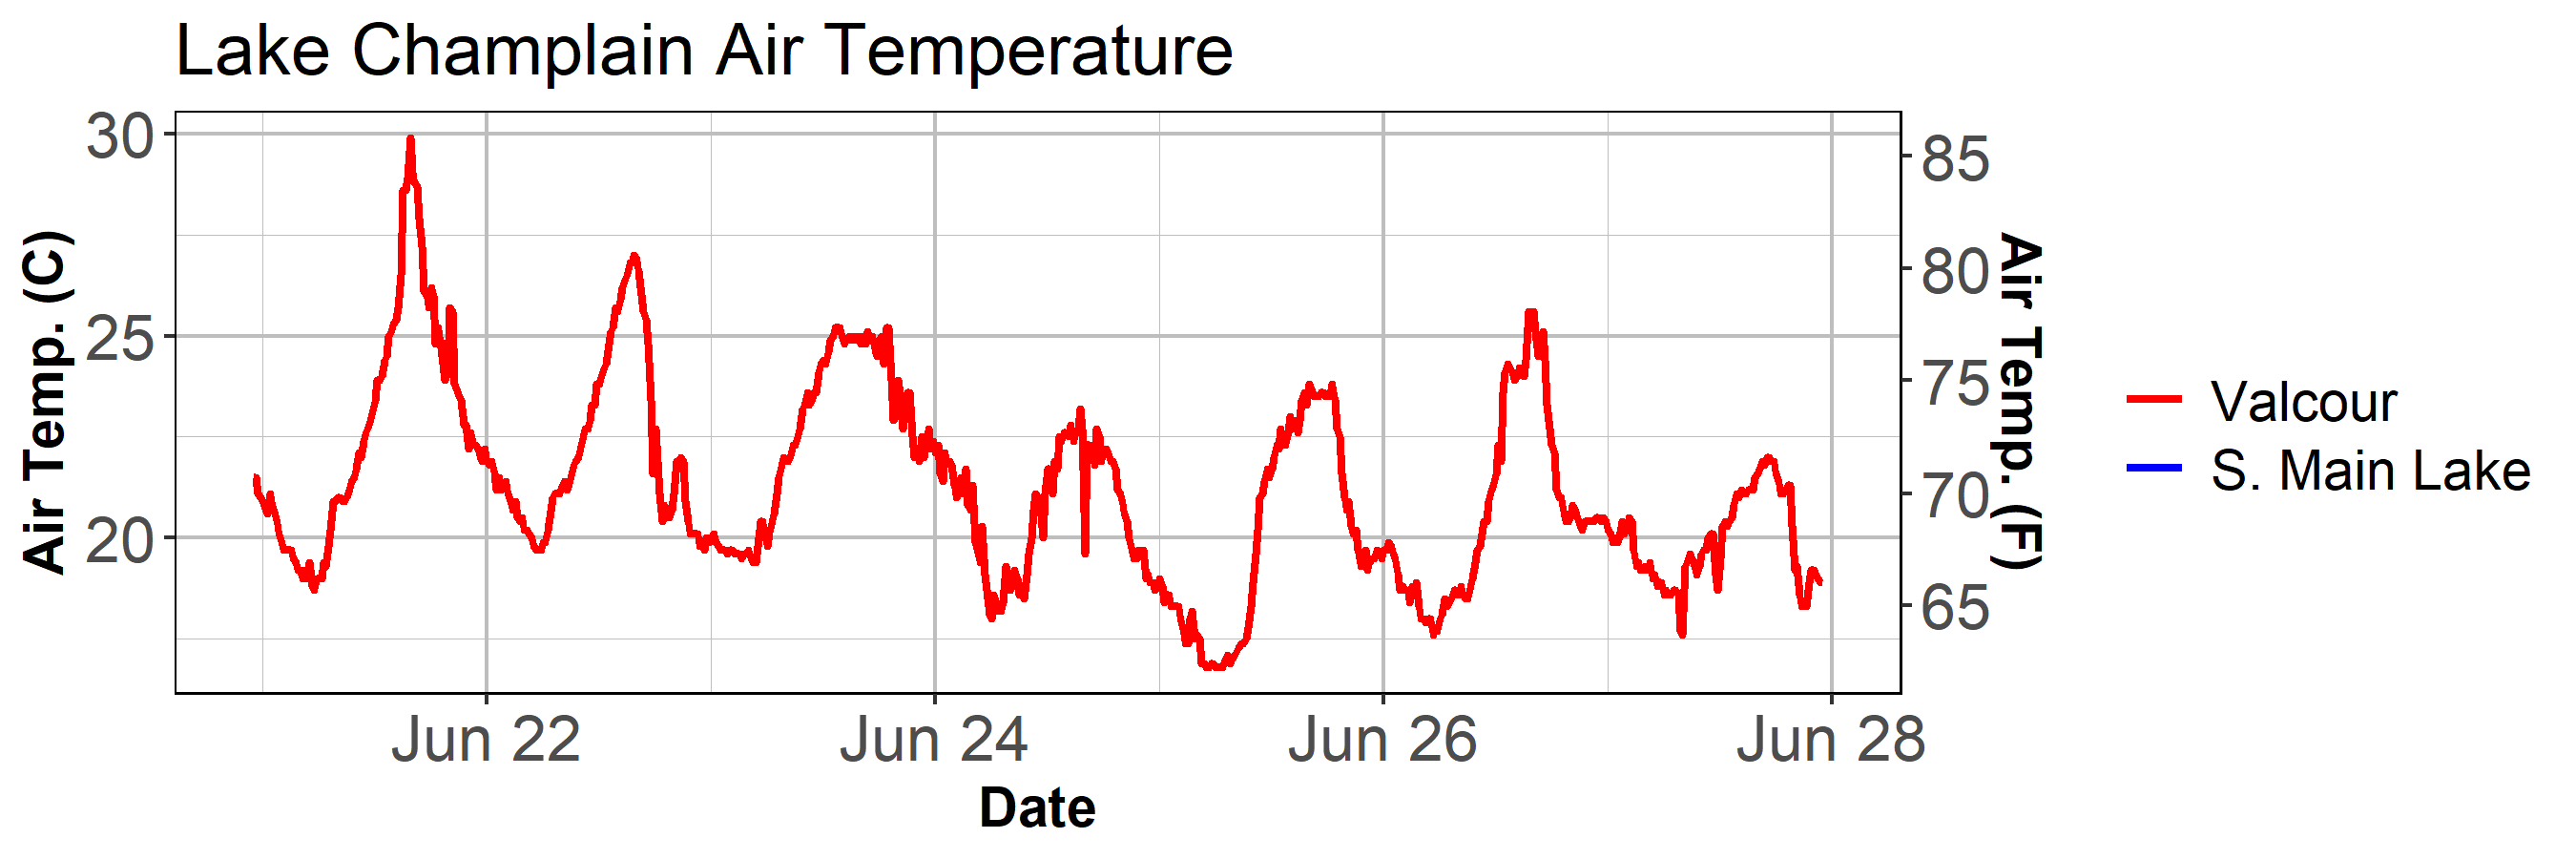 Lake Champlain Air Temperature
30
25
20
Air Temp. (C)
85
80
75
70
65
Air Temp. (F)
Jun 22
Jun 24
Jun 26
Jun 28
Date
Valcour
S. Main Lake